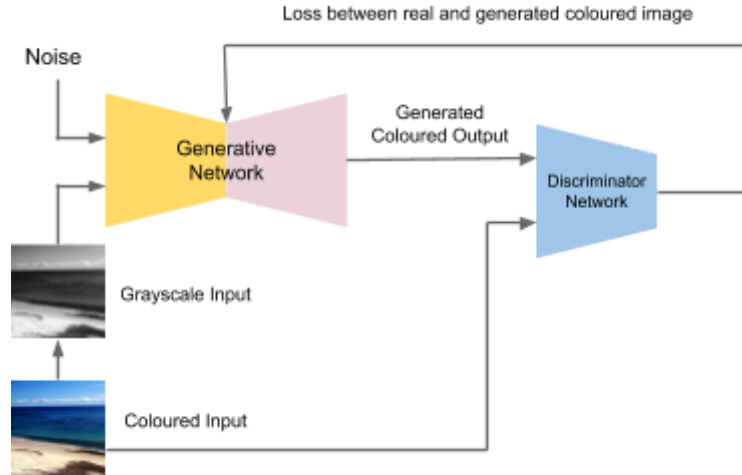 Loss between real and generated coloured image
Noise
Generated
Coloured Output
Generative
Network
Discriminator
Network
Grayscale Input
Coloured Input